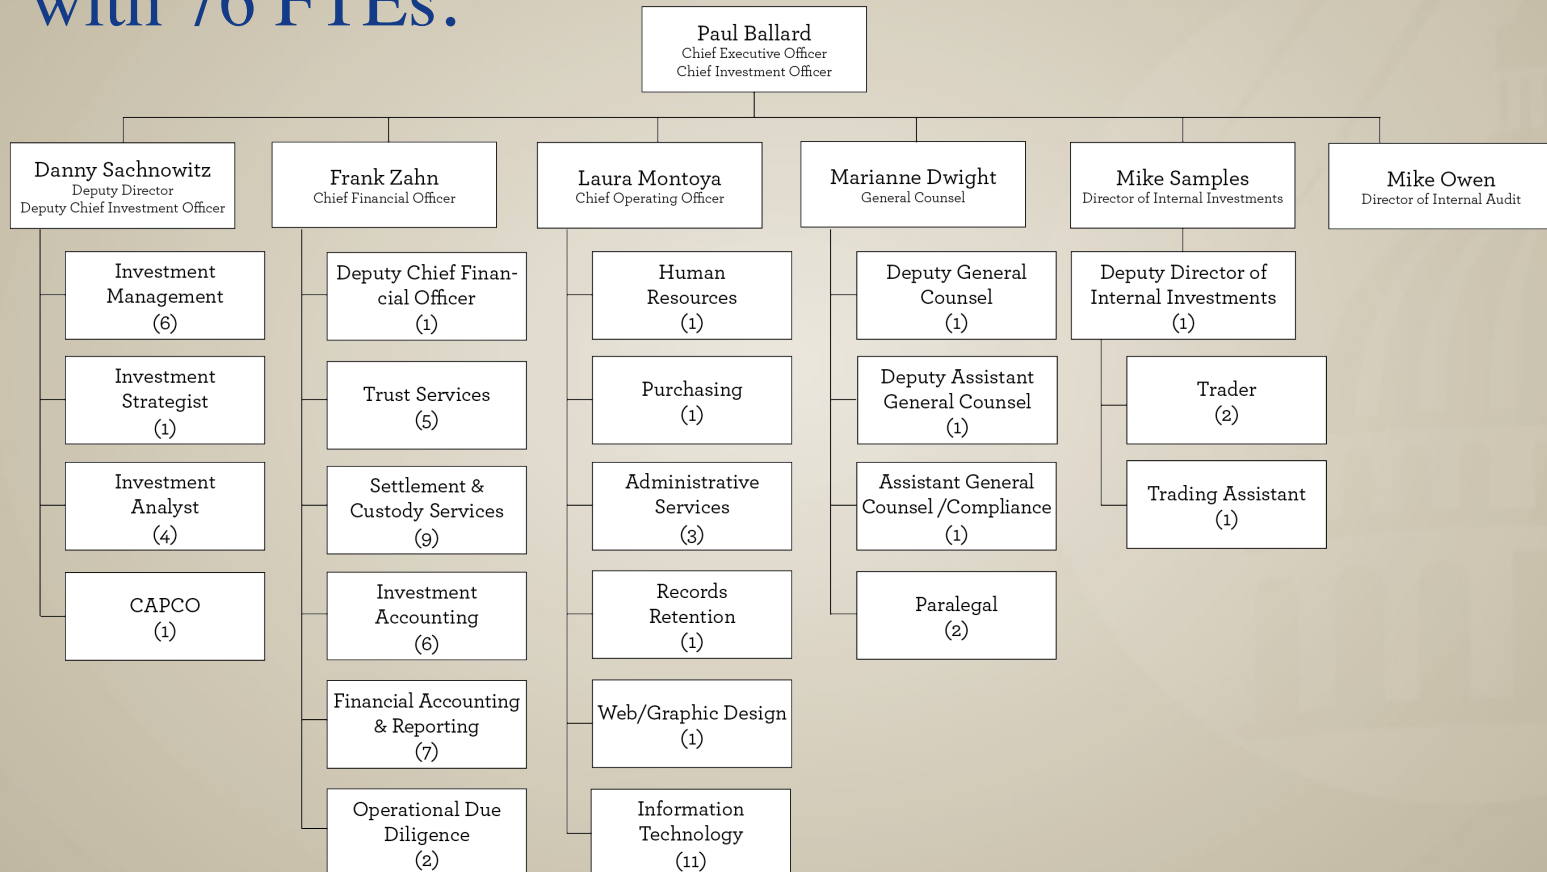 with 76 FTEs.
Paul Ballard
Chief Executive Officer
Chief Investment Officer
Danny Sachnowitz
Deputy Director
Deputy Chief Investment Officer
Frank Zahn
Chief Financial Officer
Laura Montoya
Chief Operating Officer
Marianne Dwight
General Counsel
Mike Samples
Director of Internal Investments
Mike Owen
Director of Internal Audit
Investment
Management
(6)
Investment
Strategist
(1)
Investment
Analyst
(4)
CAPCO
(1)
Deputy Chief Finan-
cial Officer
(1)
Trust Services
(5)
Settlement &
Custody Services
(9)
Investment
Accounting
(6)
Financial Accounting
& Reporting
(7)
Operational Due
Diligence
(2)
Human
Resources
(1)
Purchasing
(1)
Administrative
Services
(3)
Records
Retention
(1)
Web/Graphic Design
(1)
Information
Technology
(11)
Deputy General
Counsel
(1)
Deputy Assistant
General Counsel
(1)
Assistant General
Counsel /Compliance
(1)
Paralegal
(2)
Deputy Director of
Internal Investments
(1)
Trader
(2)
Trading Assistant
(1)